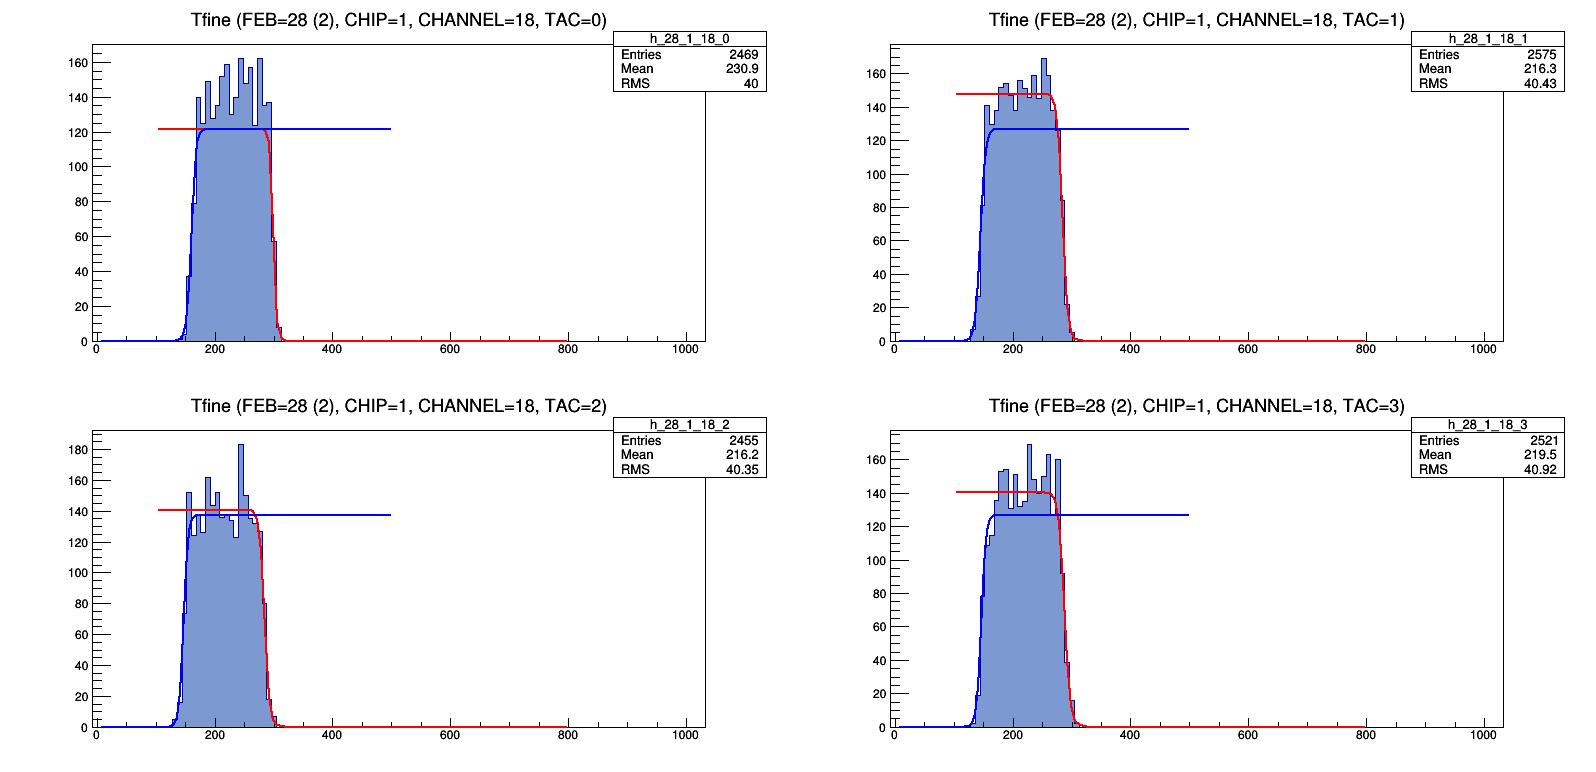 Tfine (FEB=28 (2), CHIP=1, CHANNEL=18, TAC=0)
h_28_1_18_0
Entries 2469
Mean 230.9
RMS 40
160
140
120
100
80
60
40
20
0
0 200 400 600 800 1000
Tfine (FEB=28 (2), CHIP=1, CHANNEL=18, TAC=1)
h_28_1_18_1
Entries 2575
Mean 216.3
RMS 40.43
160
140
120
100
80
60
40
20
0
0 200 400 600 800 1000
Tfine (FEB=28 (2), CHIP=1, CHANNEL=18, TAC=2)
h_28_1_18_2
Entries 2455
Mean 216.2
RMS 40.35
180
160
140
120
100
80
60
40
20
0
0 200 400 600 800 1000
Tfine (FEB=28 (2), CHIP=1, CHANNEL=18, TAC=3)
h_28_1_18_3
Entries 2521
Mean 219.5
RMS 40.92
160
140
120
100
80
60
40
20
0
0 200 400 600 800 1000